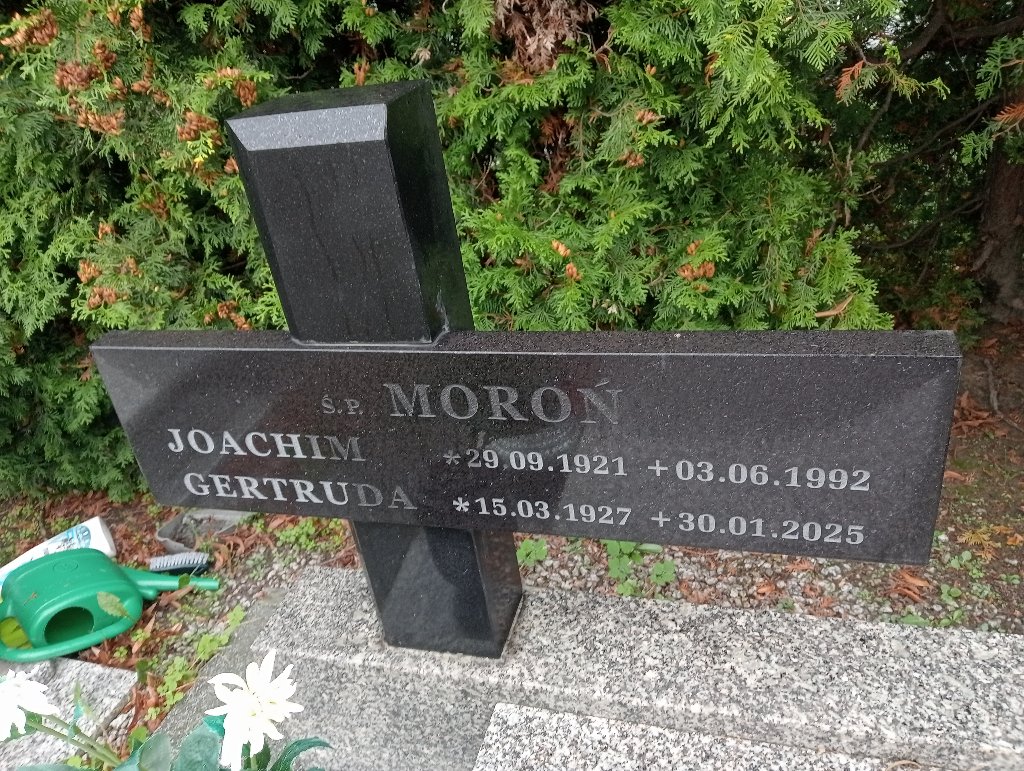 Ś.P. MOROŃ
JOACHIM *29.09.1921 +03.06.1992
GERTRUDA *15.03.1927 +30.01.2025